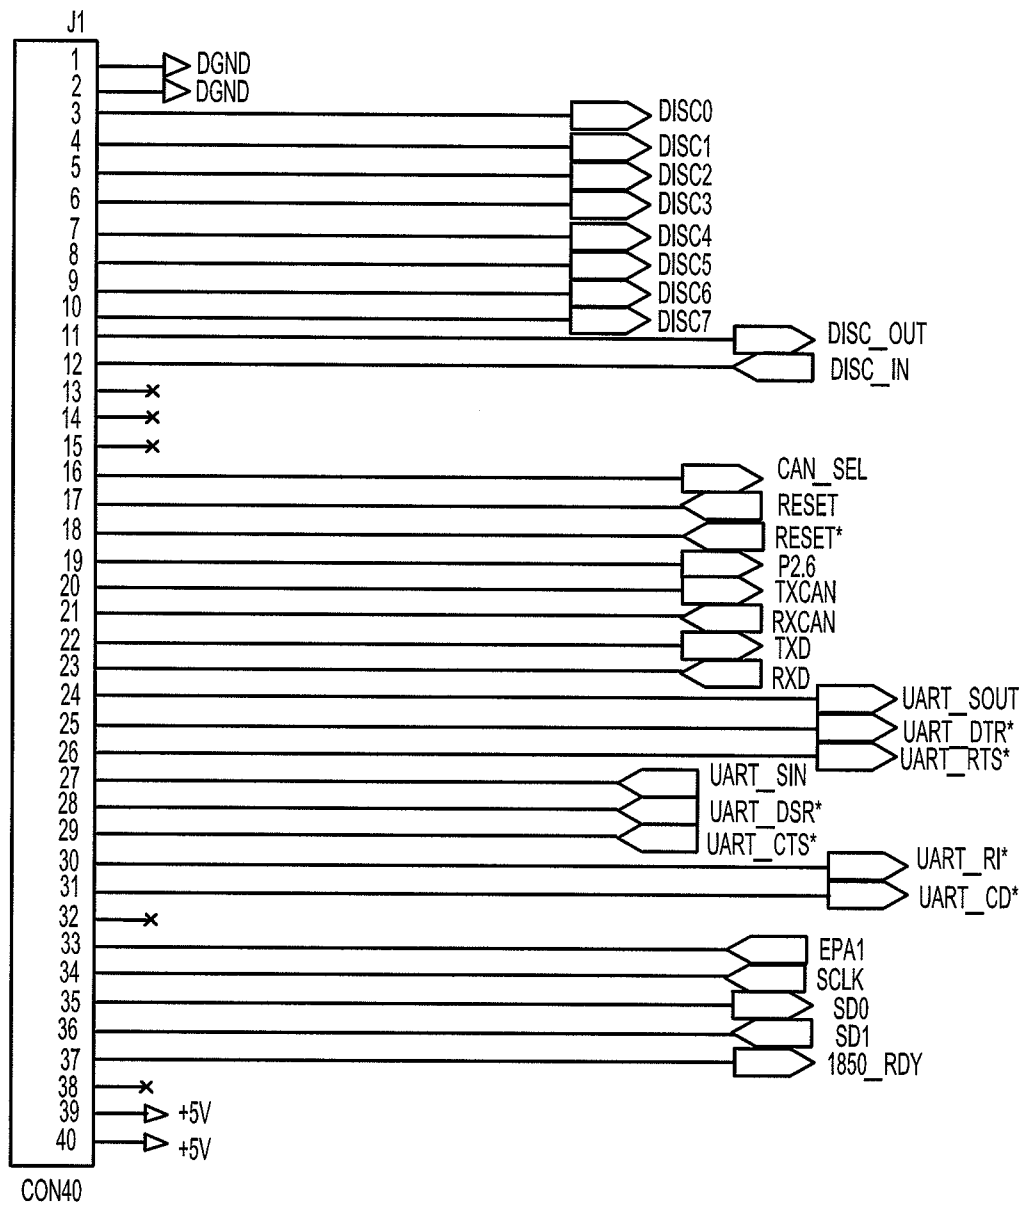 J1
1 DGND
2 DGND
3 DISC0
4 DISC1
5 DISC2
6 DISC3
7 DISC4
8 DISC5
9 DISC6
10 DISC7
11 DISC_OUT
12 DISC_IN
13
14
15
16 CAN_SEL
17 RESET
18 RESET*
19 P2.6
20 TXCAN
21 RXCAN
22 TXD
23 RXD
24 UART_SOUT
25 UART_DTR*
26 UART_RTS*
27 UART_SIN
28 UART_DSR*
29 UART_CTS*
30 UART_RI*
31 UART_CD*
32
33 EPA1
34 SCLK
35 SD0
36 SD1
37 1850_RDY
38
39 +5V
40 +5V
CON40